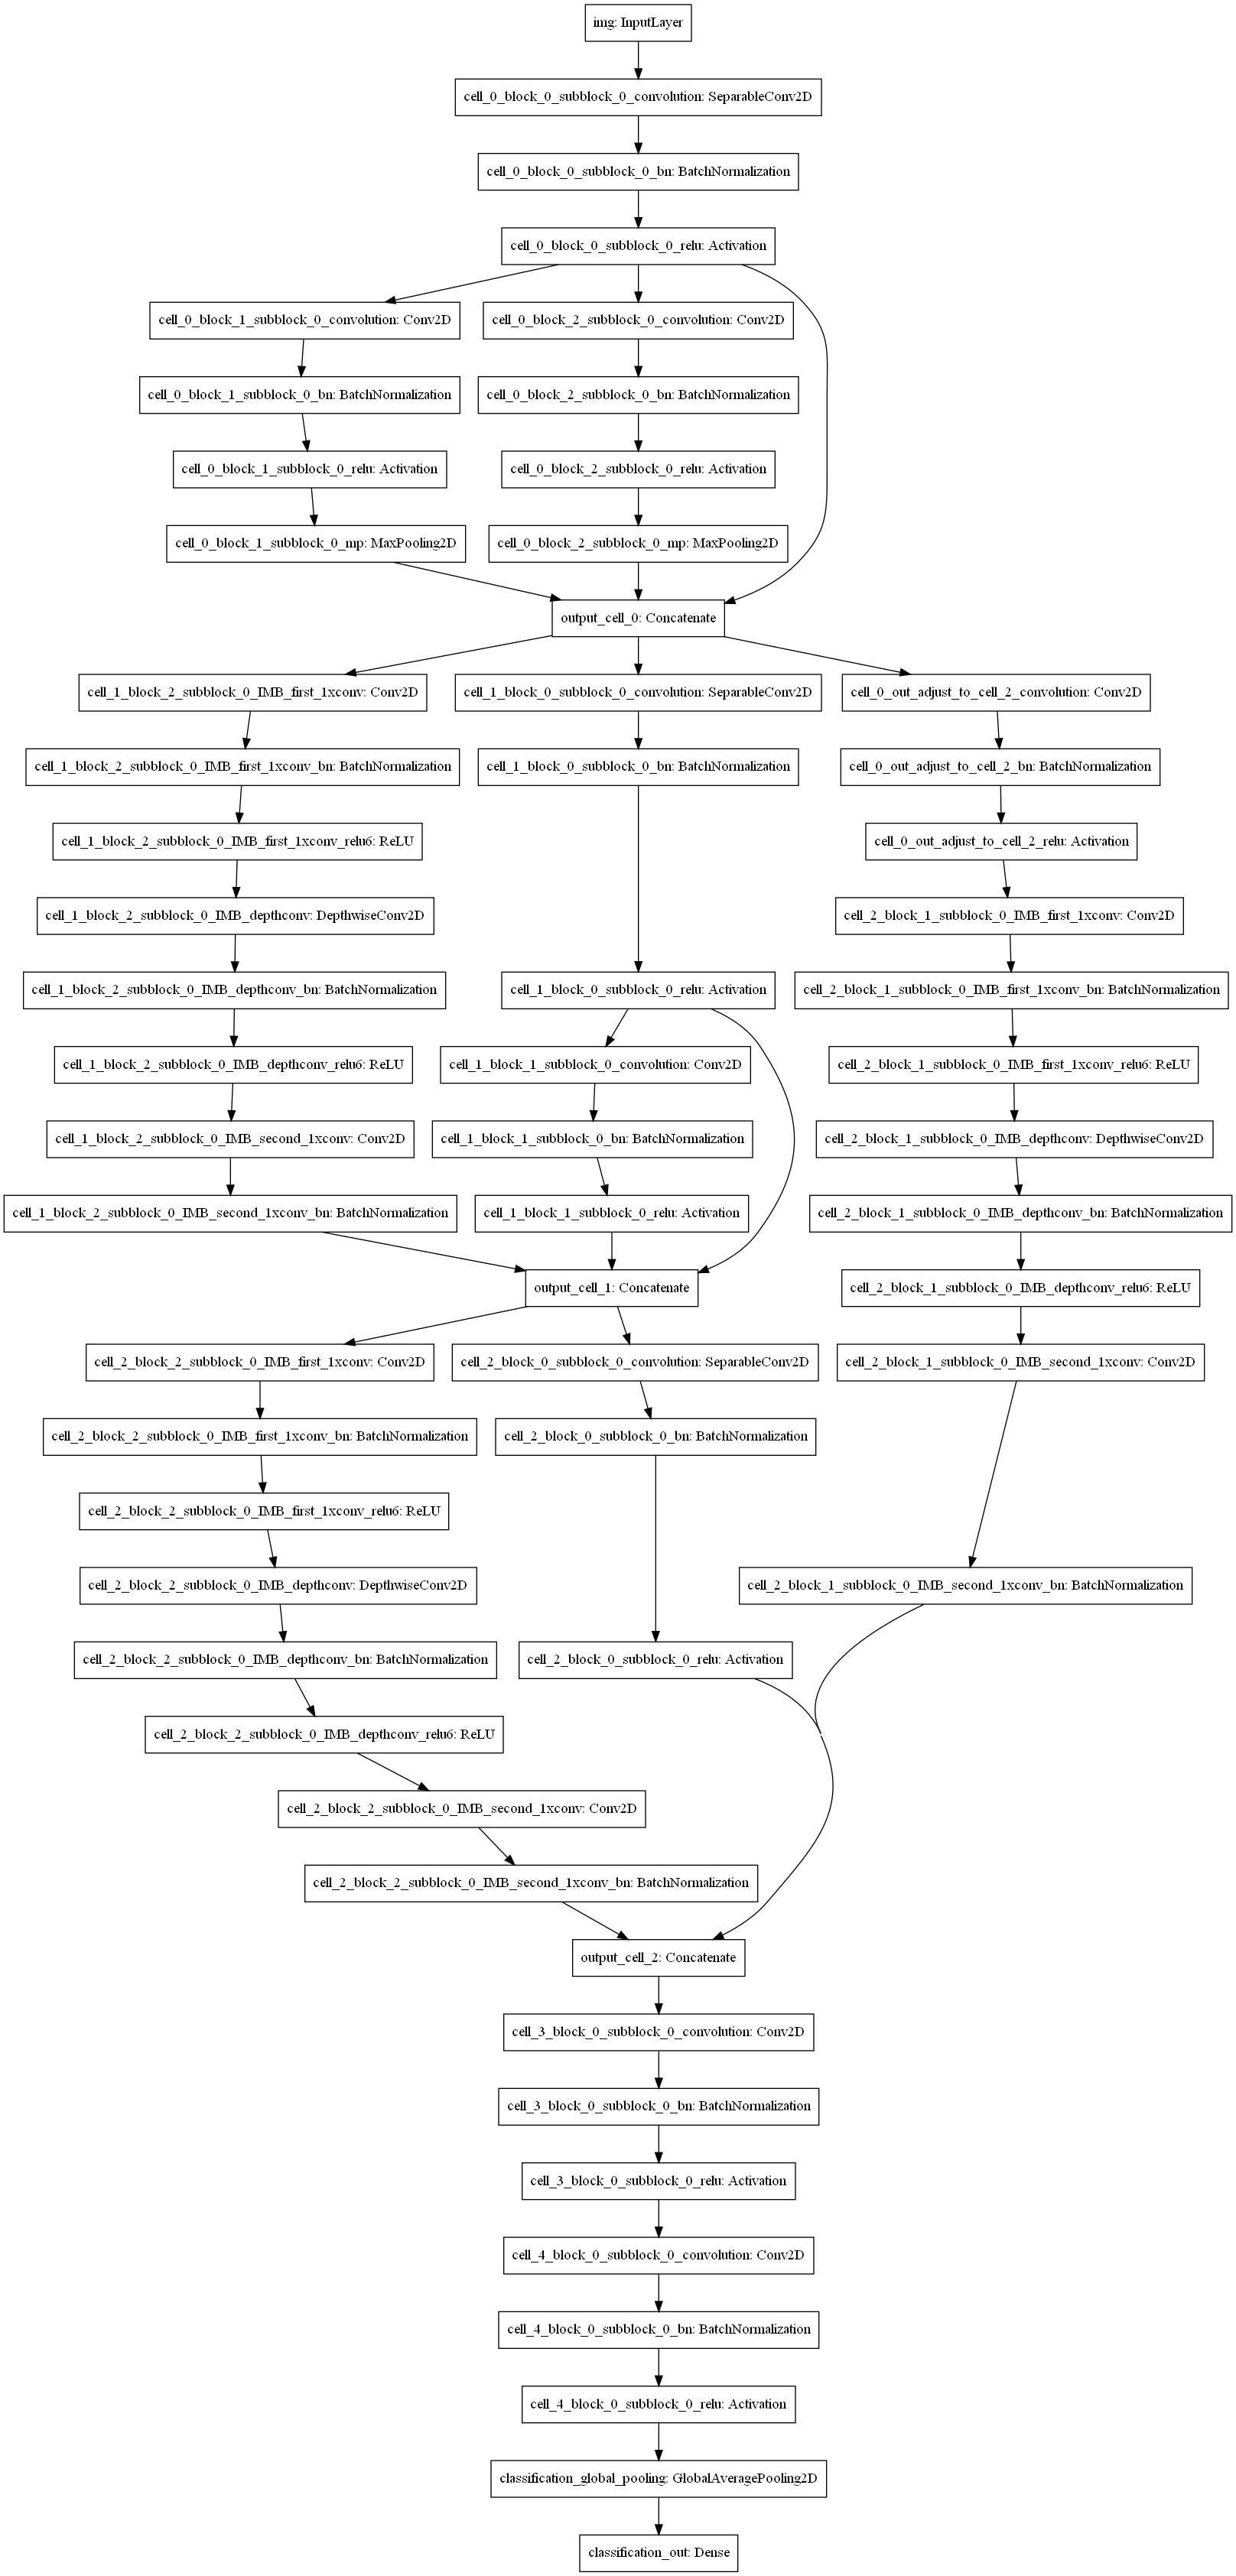 img: InputLayer
cell_0_block_0_subblock_0_convolution: SeparableConv2D
cell_0_block_0_subblock_0_bn: BatchNormalization
cell_0_block_0_subblock_0_relu: Activation
cell_0_block_1_subblock_0_convolution: Conv2D
cell_0_block_2_subblock_0_convolution: Conv2D
cell_0_block_1_subblock_0_bn: BatchNormalization
cell_0_block_2_subblock_0_bn: BatchNormalization
cell_0_block_1_subblock_0_relu: Activation
cell_0_block_2_subblock_0_relu: Activation
cell_0_block_1_subblock_0_mp: MaxPooling2D
cell_0_block_2_subblock_0_mp: MaxPooling2D
output_cell_0: Concatenate
cell_1_block_2_subblock_0_IMB_first_1xconv: Conv2D
cell_1_block_0_subblock_0_convolution: SeparableConv2D
cell_0_out_adjust_to_cell_2_convolution: Conv2D
cell_1_block_2_subblock_0_IMB_first_1xconv_bn: BatchNormalization
cell_1_block_0_subblock_0_bn: BatchNormalization
cell_0_out_adjust_to_cell_2_bn: BatchNormalization
cell_1_block_2_subblock_0_IMB_first_1xconv_relu6: ReLU
cell_0_out_adjust_to_cell_2_relu: Activation
cell_1_block_2_subblock_0_IMB_depthconv: DepthwiseConv2D
cell_2_block_1_subblock_0_IMB_first_1xconv: Conv2D
cell_1_block_2_subblock_0_IMB_depthconv_bn: BatchNormalization
cell_1_block_0_subblock_0_relu: Activation
cell_2_block_1_subblock_0_IMB_first_1xconv_bn: BatchNormalization
cell_1_block_2_subblock_0_IMB_depthconv_relu6: ReLU
cell_1_block_1_subblock_0_convolution: Conv2D
cell_2_block_1_subblock_0_IMB_first_1xconv_relu6: ReLU
cell_1_block_2_subblock_0_IMB_second_1xconv: Conv2D
cell_1_block_1_subblock_0_bn: BatchNormalization
cell_2_block_1_subblock_0_IMB_depthconv: DepthwiseConv2D
cell_1_block_2_subblock_0_IMB_second_1xconv_bn: BatchNormalization
cell_1_block_1_subblock_0_relu: Activation
cell_2_block_1_subblock_0_IMB_depthconv_bn: BatchNormalization
output_cell_1: Concatenate
cell_2_block_1_subblock_0_IMB_depthconv_relu6: ReLU
cell_2_block_2_subblock_0_IMB_first_1xconv: Conv2D
cell_2_block_0_subblock_0_convolution: SeparableConv2D
cell_2_block_1_subblock_0_IMB_second_1xconv: Conv2D
cell_2_block_2_subblock_0_IMB_first_1xconv_bn: BatchNormalization
cell_2_block_0_subblock_0_bn: BatchNormalization
cell_2_block_2_subblock_0_IMB_first_1xconv_relu6: ReLU
cell_2_block_2_subblock_0_IMB_depthconv: DepthwiseConv2D
cell_2_block_1_subblock_0_IMB_second_1xconv_bn: BatchNormalization
cell_2_block_2_subblock_0_IMB_depthconv_bn: BatchNormalization
cell_2_block_0_subblock_0_relu: Activation
cell_2_block_2_subblock_0_IMB_depthconv_relu6: ReLU
cell_2_block_2_subblock_0_IMB_second_1xconv: Conv2D
cell_2_block_2_subblock_0_IMB_second_1xconv_bn: BatchNormalization
output_cell_2: Concatenate
cell_3_block_0_subblock_0_convolution: Conv2D
cell_3_block_0_subblock_0_bn: BatchNormalization
cell_3_block_0_subblock_0_relu: Activation
cell_4_block_0_subblock_0_convolution: Conv2D
cell_4_block_0_subblock_0_bn: BatchNormalization
cell_4_block_0_subblock_0_relu: Activation
classification_global_pooling: GlobalAveragePooling2D
classification_out: Dense